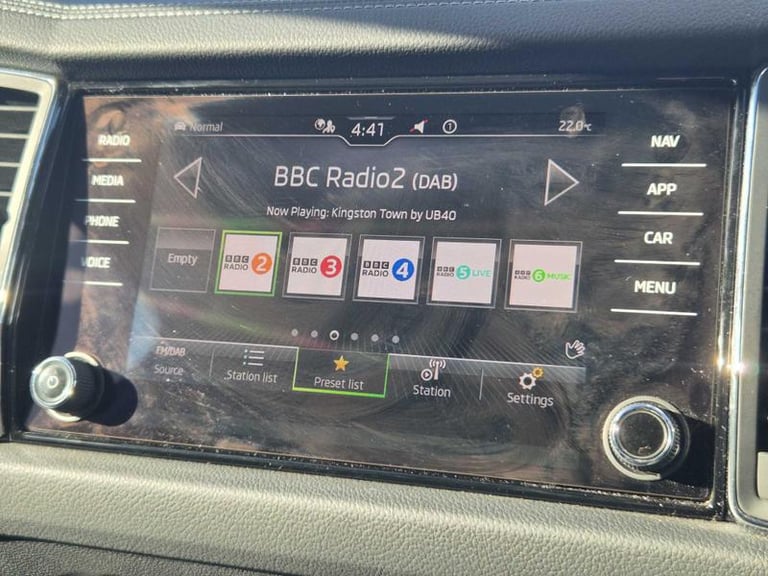 Normal 4:41 1 22.0°c
RADIO
MEDIA
PHONE
VOICE
BBC Radio2 (DAB)
Now Playing: Kingston Town by UB40
Empty
BBC RADIO 2
BBC RADIO 3
BBC RADIO 4
BBC RADIO 5 LIVE
BBC RADIO 6 MUSIC
FM/DAB
Source
Station list
Preset list
Station
Settings
NAV
APP
CAR
MENU